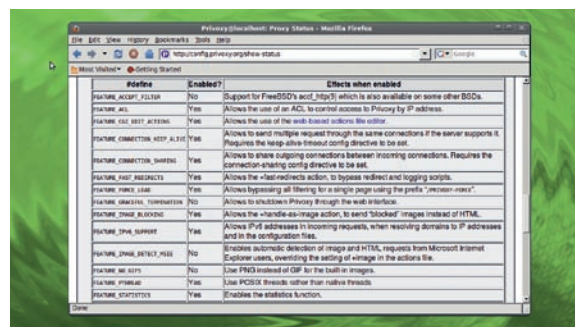 Privoxy@localhost: Proxy Status - Mozilla Firefox
File Edit View History Bookmarks Tools Help
http://config.privoxy.org/show-status
Google
Most Visited Getting Started
#define Enabled? Effects when enabled
FEATURE_ACCEPT_FILTER No Support for FreeBSD's accf_http(9) which is also available on some other BSDs.
FEATURE_ACL Yes Allows the use of an ACL to control access to Privoxy by IP address.
FEATURE_CGI_EDIT_ACTIONS Yes Allows the use of the web-based actions file editor.
Allows to send multiple request through the same connections if the server supports it.
FEATURE_CONNECTION_KEEP_ALIVE Yes
Requires the keep-alive-timeout config directive to be set.
Allows to share outgoing connections between incoming connections. Requires the
FEATURE_CONNECTION_SHARING Yes
connection-sharing config directive to be set.
FEATURE_FAST_REDIRECTS Yes Allows the +fast-redirects action, to bypass redirect and logging scripts.
FEATURE_FORCE_LOAD Yes Allows bypassing all filtering for a single page using the prefix "/PRIVOXY-FORCE".
FEATURE_GRACEFUL_TERMINATION No Allows to shutdown Privoxy through the web interface.
FEATURE_IMAGE_BLOCKING Yes Allows the +handle-as-image action, to send "blocked" images instead of HTML.
Allows IPv6 addresses in incoming requests, when resolving domains to IP addresses
FEATURE_IPV6_SUPPORT Yes
and in the configuration files.
Enables automatic detection of image and HTML requests from Microsoft Internet
FEATURE_IMAGE_DETECT_MSIE No
Explorer users, overriding the setting of +image in the actions file.
FEATURE_NO_GIFS No Use PNG instead of GIF for the built-in images.
FEATURE_PTHREAD Yes Use POSIX threads rather than native threads
FEATURE_STATISTICS Yes Enables the statistics function.
Done